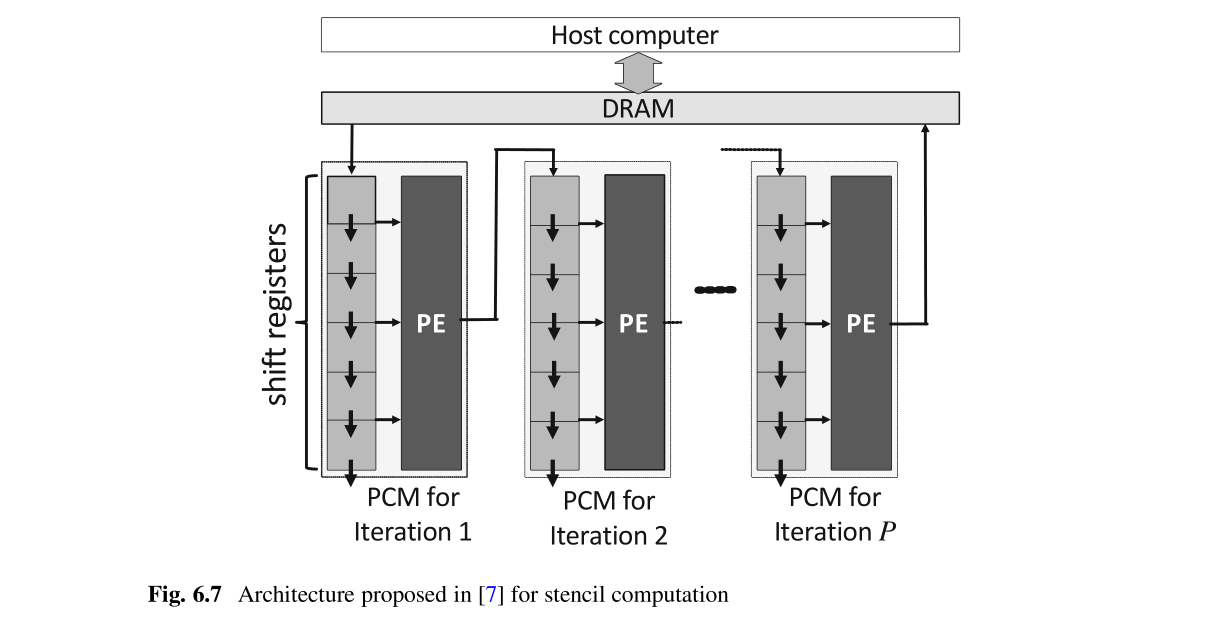 Host computer
DRAM
shift registers
PE
PE
PE
PCM for
Iteration 1
PCM for
Iteration 2
PCM for
Iteration P
Fig. 6.7 Architecture proposed in [7] for stencil computation